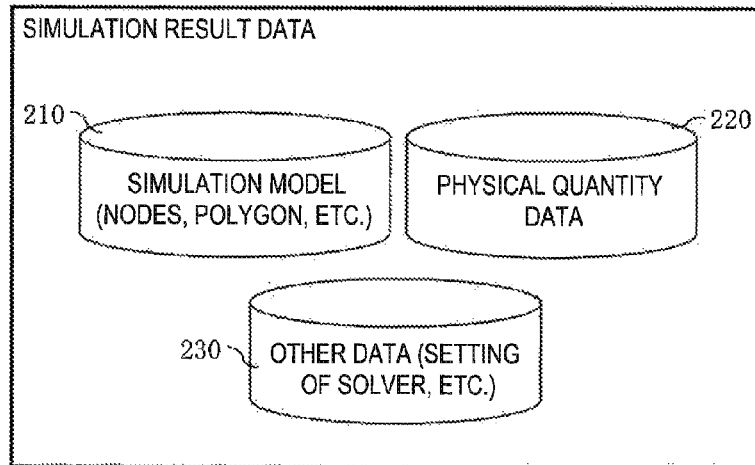 SIMULATION RESULT DATA
210
220
SIMULATION MODEL
(NODES, POLYGON, ETC.)
PHYSICAL QUANTITY
DATA
230
OTHER DATA (SETTING
OF SOLVER, ETC.)